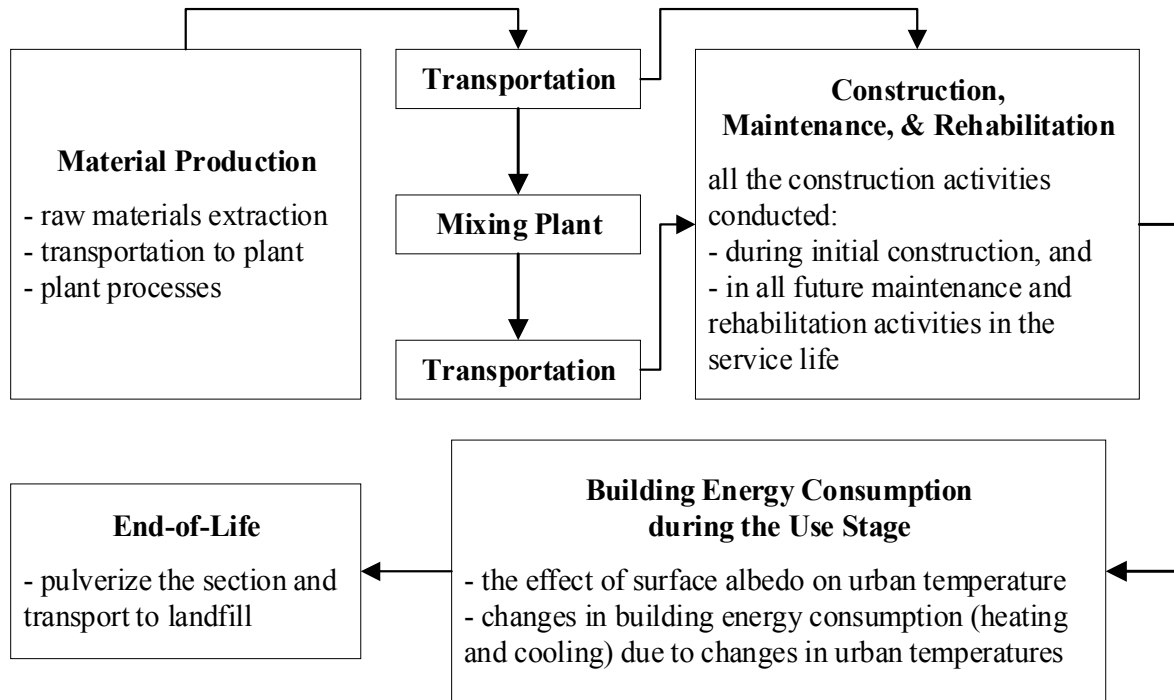 Material Production
- raw materials extraction
- transportation to plant
- plant processes
Transportation
Mixing Plant
Transportation
Construction,
Maintenance, & Rehabilitation
all the construction activities
conducted:
- during initial construction, and
- in all future maintenance and
rehabilitation activities in the
service life
Building Energy Consumption
during the Use Stage
- the effect of surface albedo on urban temperature
- changes in building energy consumption (heating
and cooling) due to changes in urban temperatures
End-of-Life
- pulverize the section and
transport to landfill